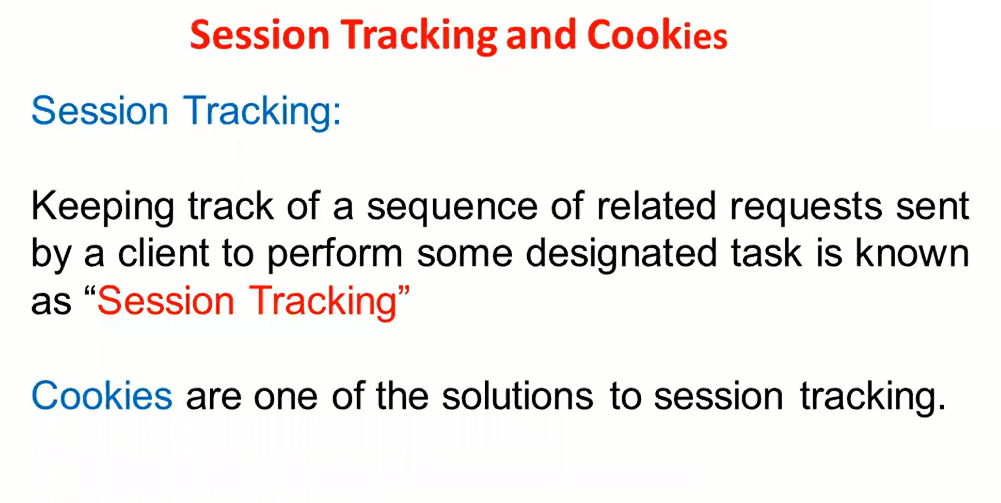 Session Tracking and Cookies
Session Tracking:
Keeping track of a sequence of related requests sent
by a client to perform some designated task is known
as “Session Tracking”
Cookies are one of the solutions to session tracking.